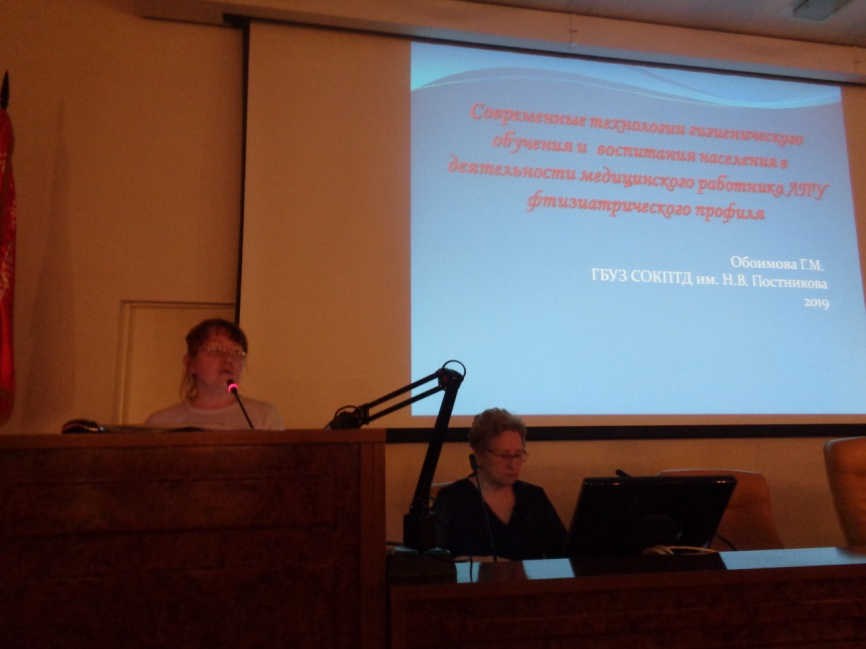 Современные технологии гигиенического
обучения и воспитания населения в
деятельности медицинского работника ЛПУ
фтизиатрического профиля
Обоимова Г.М.
ГБУЗ СОКПТД им. Н.В. Постникова
2019